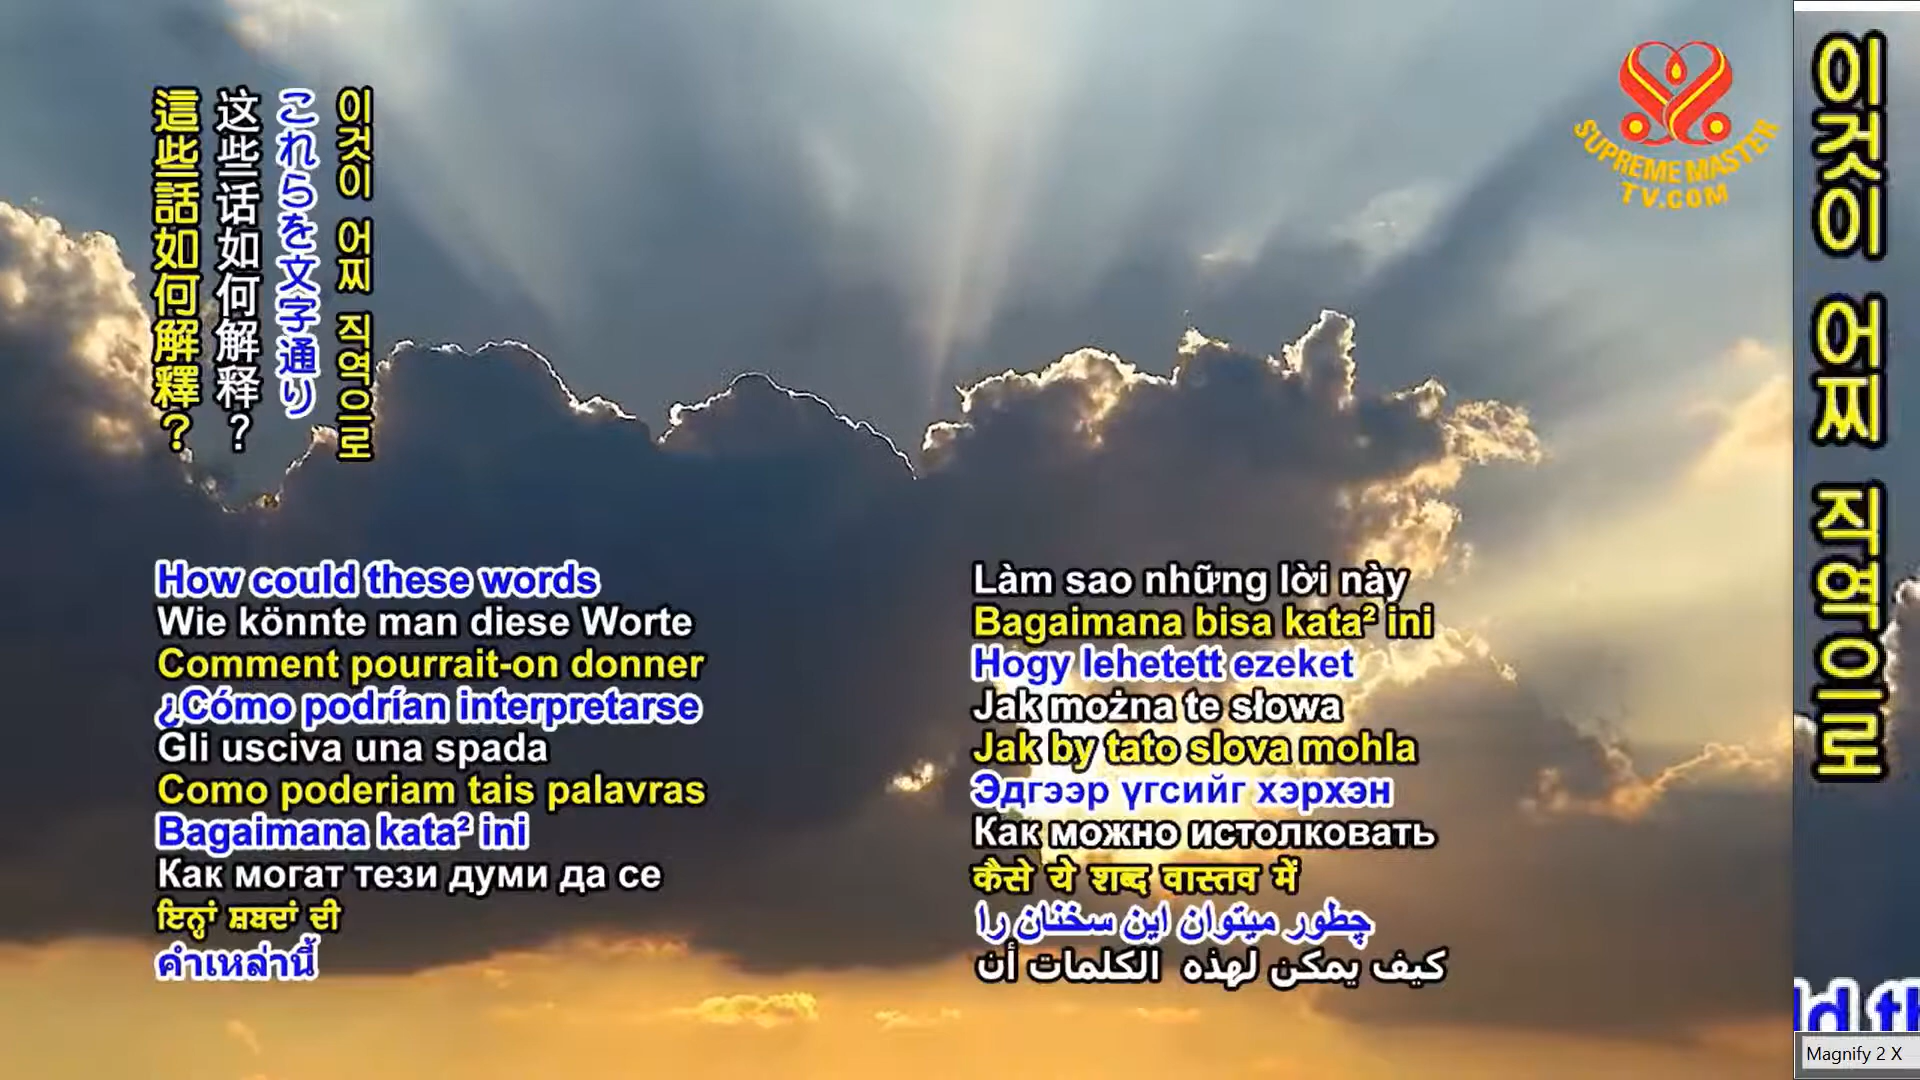 這些話如何解釋？
这些话如何解释？
これらを文字通り
이것이 어찌 직역으로
SUPREME MASTER
TV.COM
How could these words
Wie könnte man diese Worte
Comment pourrait-on donner
¿Cómo podrían interpretarse
Gli usciva una spada
Como poderiam tais palavras
Bagaimana kata² ini
Как могат тези думи да се
ਇਨ੍ਹਾਂ ਸ਼ਬਦਾਂ ਦੀ
คำเหล่านี้
Làm sao những lời này
Bagaimana bisa kata² ini
Hogy lehetett ezeket
Jak można te słowa
Jak by tato slova mohla
Эдгээр үгсийг хэрхэн
Как можно истолковать
कैसे ये शब्द वास्तव में
چطور میتوان این سخنان را
كيف يمكن لهذه الكلمات أن
이것이 어찌 직역으로
ld th
Magnify 2 X